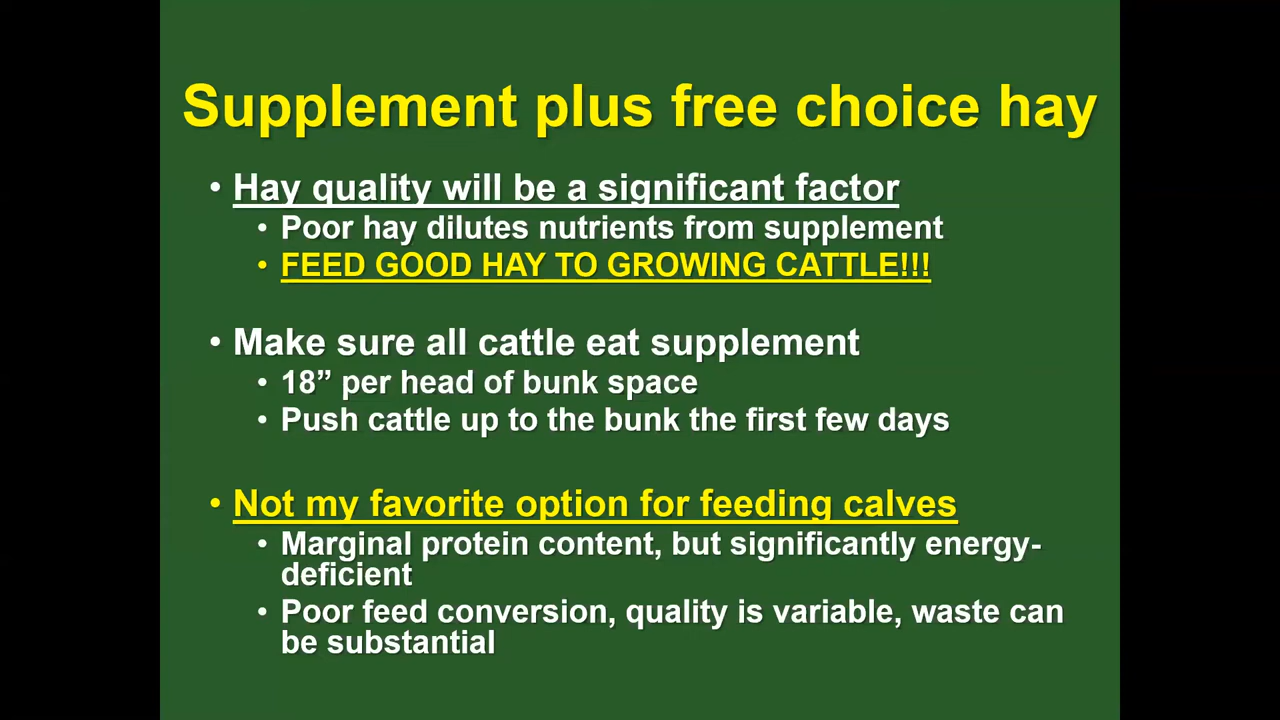 Supplement plus free choice hay
• Hay quality will be a significant factor
• Poor hay dilutes nutrients from supplement
• FEED GOOD HAY TO GROWING CATTLE!!!
• Make sure all cattle eat supplement
• 18” per head of bunk space
• Push cattle up to the bunk the first few days
• Not my favorite option for feeding calves
• Marginal protein content, but significantly energy-
deficient
• Poor feed conversion, quality is variable, waste can
be substantial